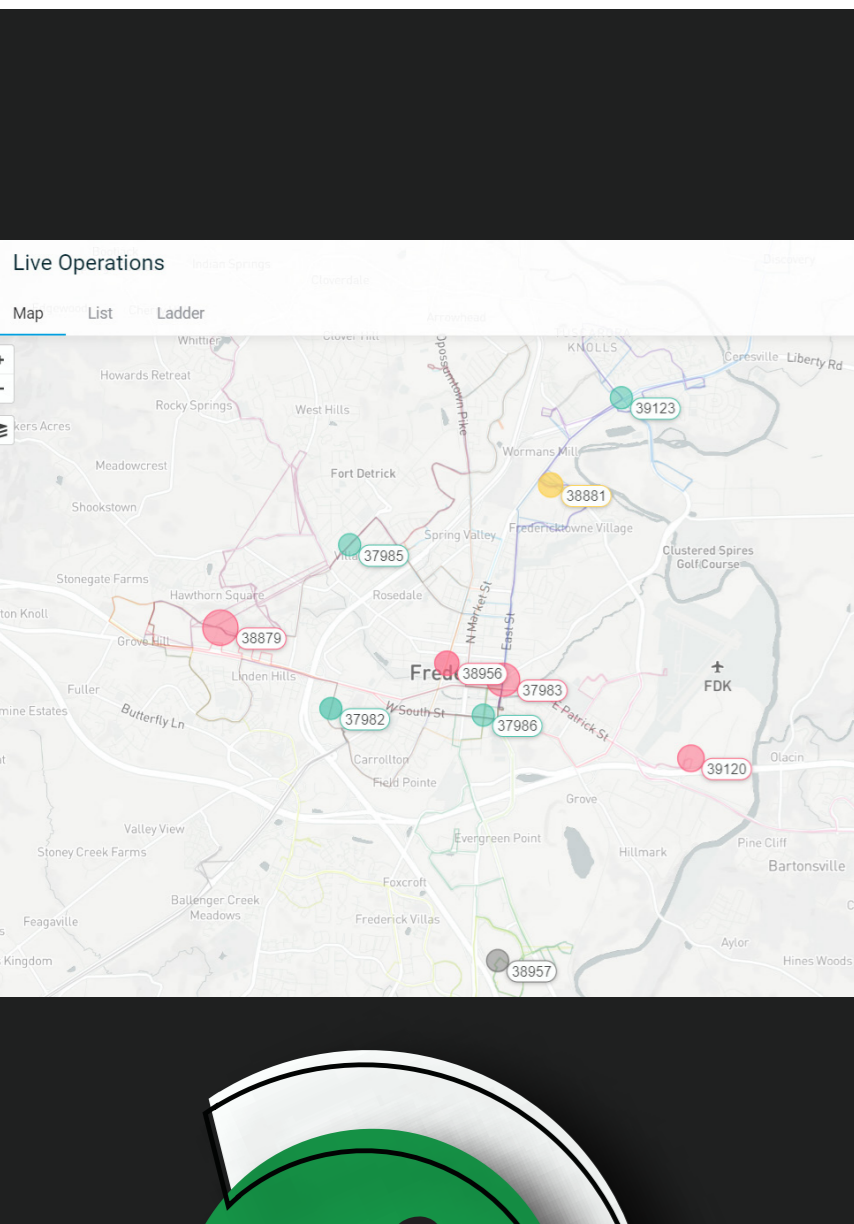 Live Operations
Indian Springs
Cloverdale
Discovery
Map
List
Ladder
Arrowhead
Whittier
Clover Hill
KNOLLS
Opossumtown Pike
Ceresville
Liberty Rd
Howards Retreat
Rocky Springs
West Hills
39123
kers Acres
Wormans Mill
Meadowcrest
Fort Detrick
38881
Shookstown
Fredericktowne Village
Spring Valley
37985
Clustered Spires
Golf Course
Stonegate Farms
Hawthorn Square
Rosedale
N Market St
East St
ton Knoll
38879
Grove Hill
Linden Hills
Frede
38956
37983
FDK
Fuller
mine Estates
Butterfly Ln
37982
W South St
37986
E Patrick St
Carrollton
39120
Olacin
Field Pointe
Grove
Valley View
Evergreen Point
Pine Cliff
Stoney Creek Farms
Hillmark
Bartonsville
Foxcroft
Ballenger Creek
Meadows
Frederick Villas
Feagaville
Aylor
Kingdom
38957
Hines Woods